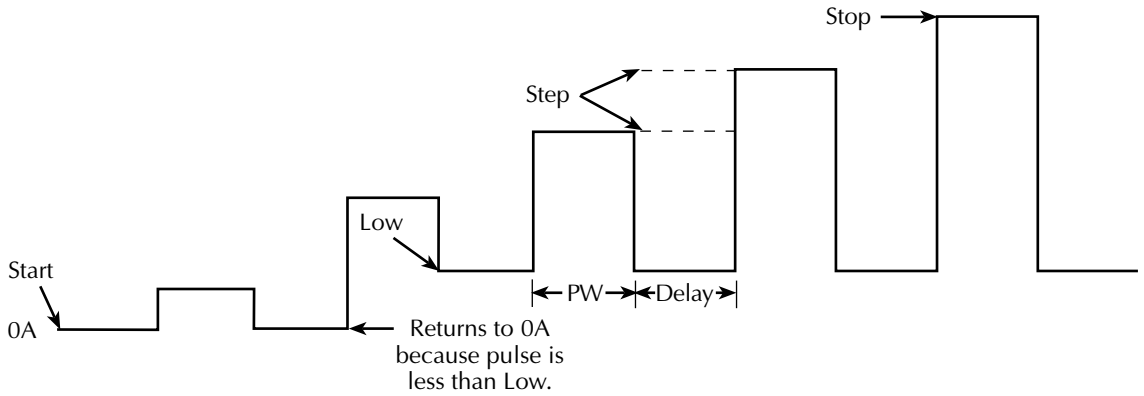 Stop
Step
Low
Start
PW
Delay
0A
Returns to 0A
because pulse is
less than Low.